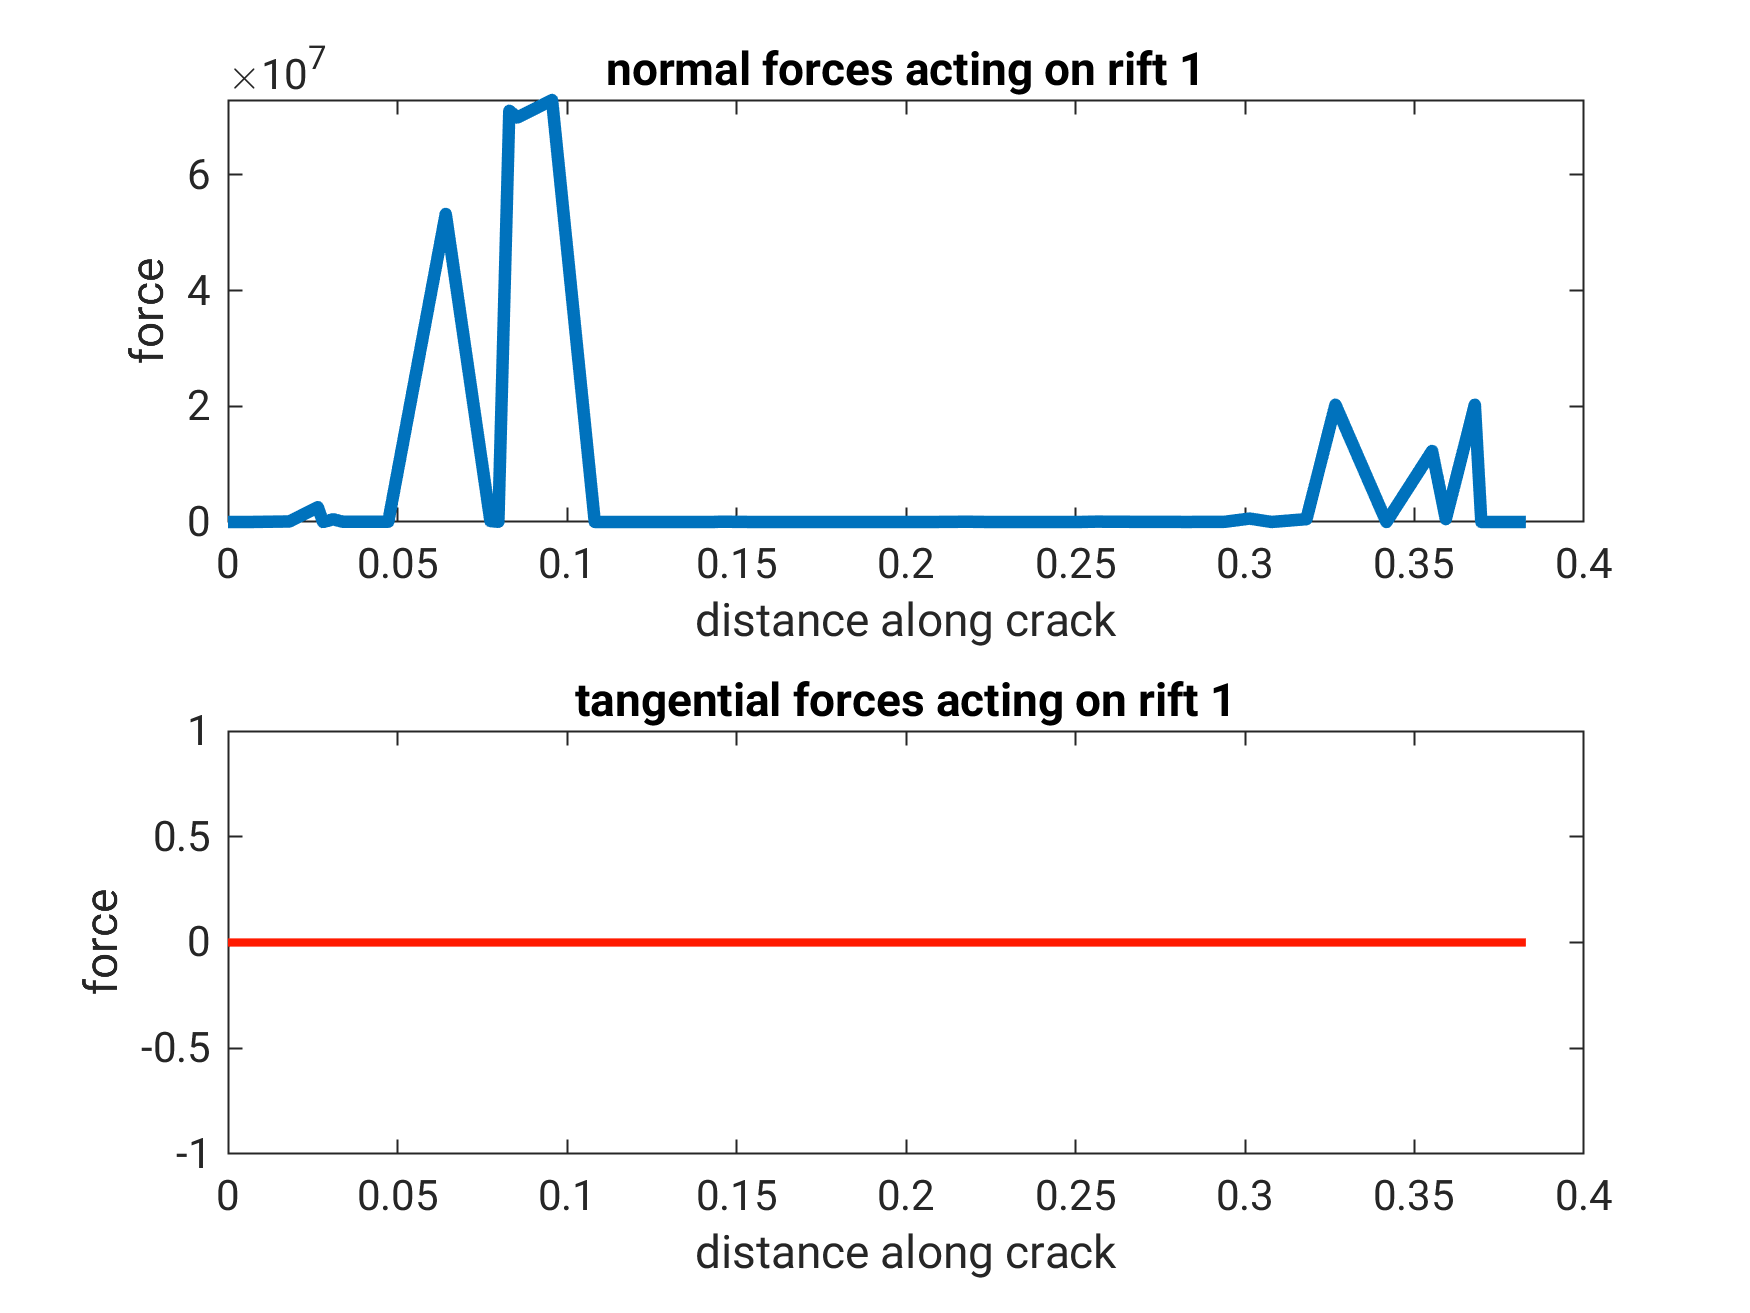 ×10⁷
normal forces acting on rift 1
6
4
2
0
force
0 0.05 0.1 0.15 0.2 0.25 0.3 0.35 0.4
distance along crack
tangential forces acting on rift 1
1
0.5
0
-0.5
-1
force
0 0.05 0.1 0.15 0.2 0.25 0.3 0.35 0.4
distance along crack